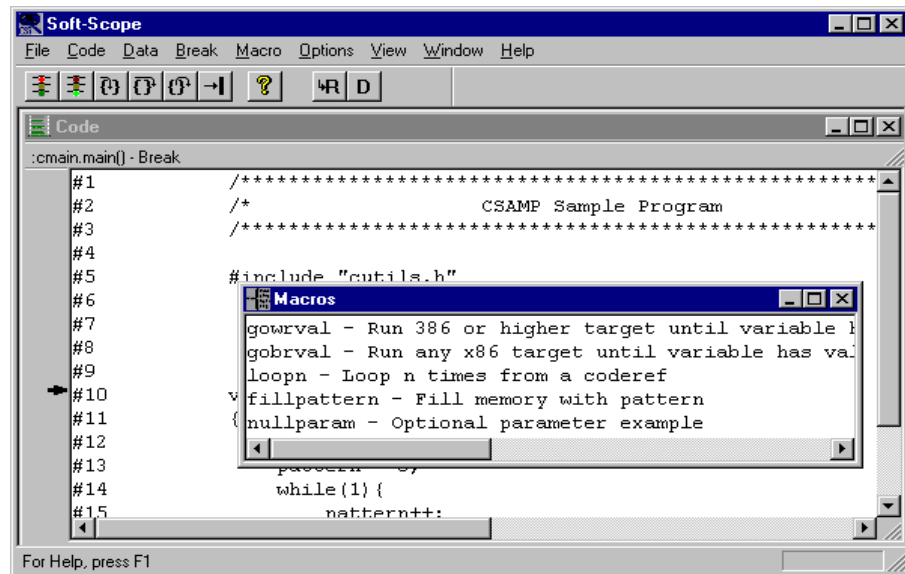 Soft-Scope
File Code Data Break Macro Options View Window Help
R D
Code
:cmain.main() - Break
#1 /*****************************************************
#2 /* CSAMP Sample Program
#3 /*****************************************************
#4
#5 #include "cutils.h"
#6
#7
#8
#9
#10
#11 {
#12
#13
#14 while(1){
#15 pattern++;
Macros
gowrval - Run 386 or higher target until variable
gobrval - Run any x86 target until variable has
loopn - Loop n times from a coderef
fillpattern - Fill memory with pattern
nullparam - Optional parameter example
For Help, press F1